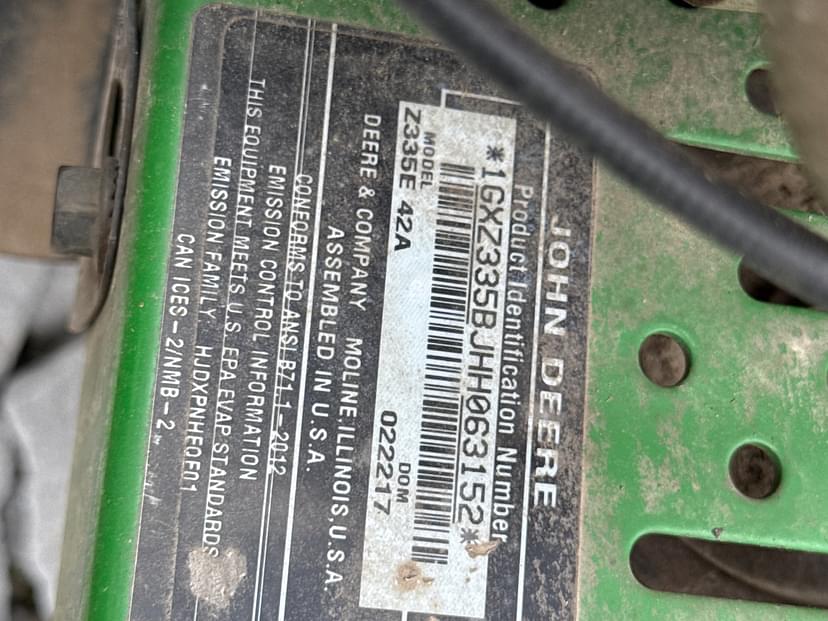 JOHN DEERE
Product Identification Number
*1GXZ335BJHH063152*
MODEL DOM
Z335E 42A 022217
DEERE & COMPANY MOLINE, ILLINOIS, U.S.A.
ASSEMBLED IN U.S.A.
CONFORMS TO ANSI B71.1-2012
EMISSION CONTROL INFORMATION
THIS EQUIPMENT MEETS U.S. EPA EVAP STANDARDS
EMISSION FAMILY: HJDXPNHEQE01
CAN ICES-2/NMB-2